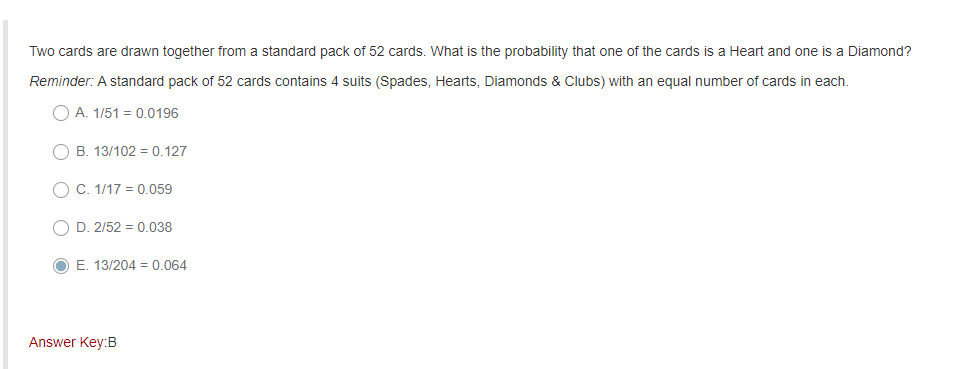 Two cards are drawn together from a standard pack of 52 cards. What is the probability that one of the cards is a Heart and one is a Diamond?
Reminder: A standard pack of 52 cards contains 4 suits (Spades, Hearts, Diamonds & Clubs) with an equal number of cards in each.
A. 1/51 = 0.0196
B. 13/102 = 0.127
C. 1/17 = 0.059
D. 2/52 = 0.038
E. 13/204 = 0.064
Answer Key:B